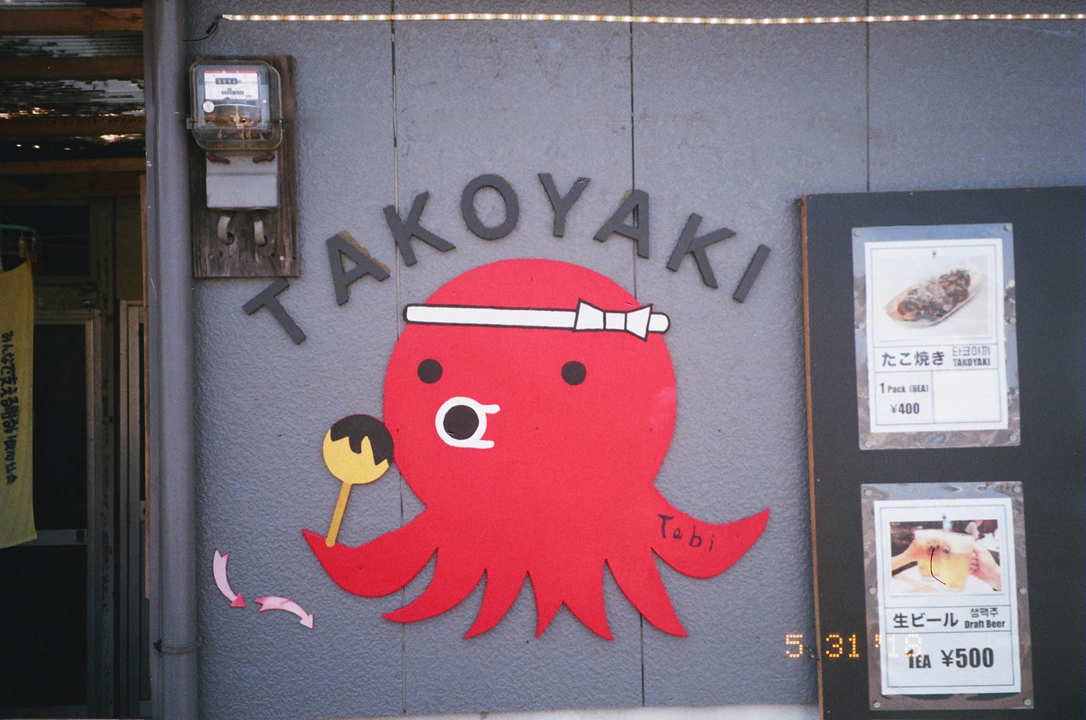 TAKOYAKI
Tabi
たこ焼き
타코야끼
TAKOYAKI
1 Pack (8EA)
¥400
生ビール
생맥주
Draft Beer
1EA ¥500
5 31 '18